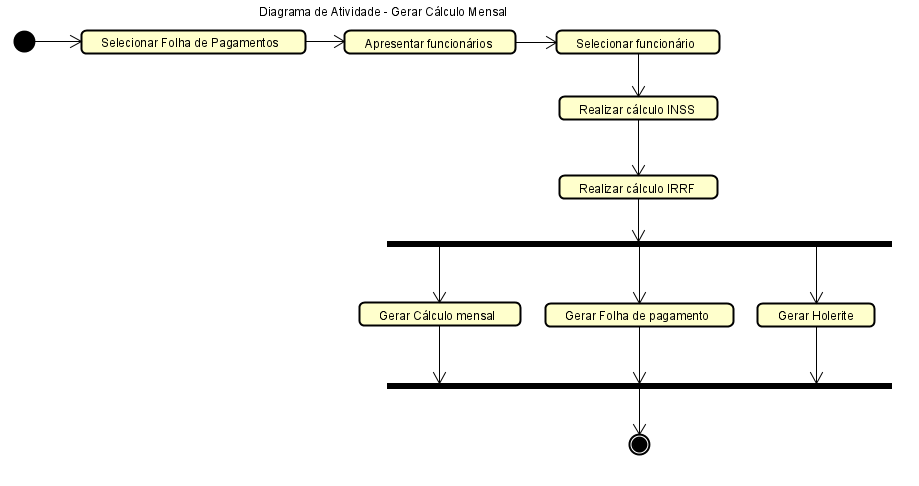 Diagrama de Atividade - Gerar Cálculo Mensal
Selecionar Folha de Pagamentos
Apresentar funcionários
Selecionar funcionário
Realizar cálculo INSS
Realizar cálculo IRRF
Gerar Cálculo mensal
Gerar Folha de pagamento
Gerar Holerite